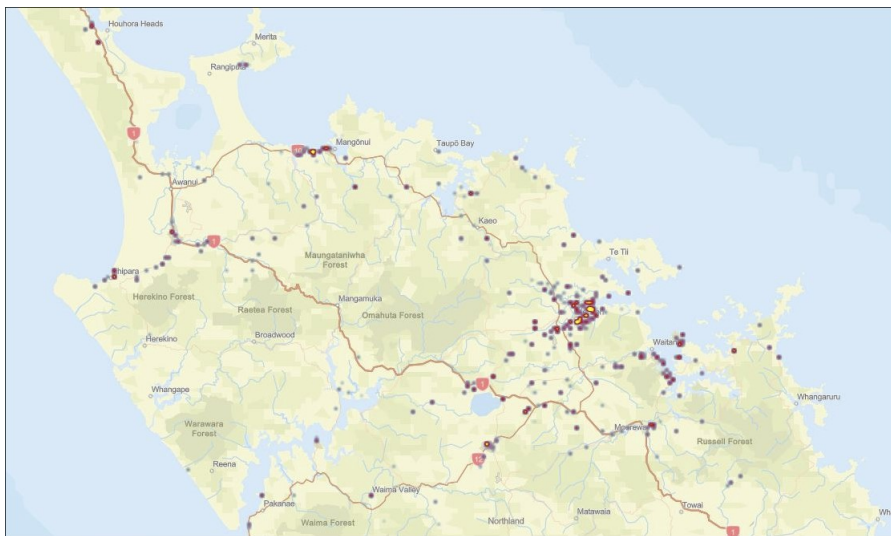 Houhora Heads
Merita
Rangiputa
1
10
Mangōnui
Taupō Bay
Awanui
Kaeo
1
Te Tii
Maungataniwha
Forest
Ahipara
Herekino Forest
Raetea Forest
Mangamuka
Omahuta Forest
Herekino
Broadwood
Waitangi
1
Whangape
Whangaruru
Warawara
Forest
Moerewa
Russell Forest
Reena
12
Pakanae
Waima Valley
Waima Forest
Northland
Matawaia
Towai
Wh
1